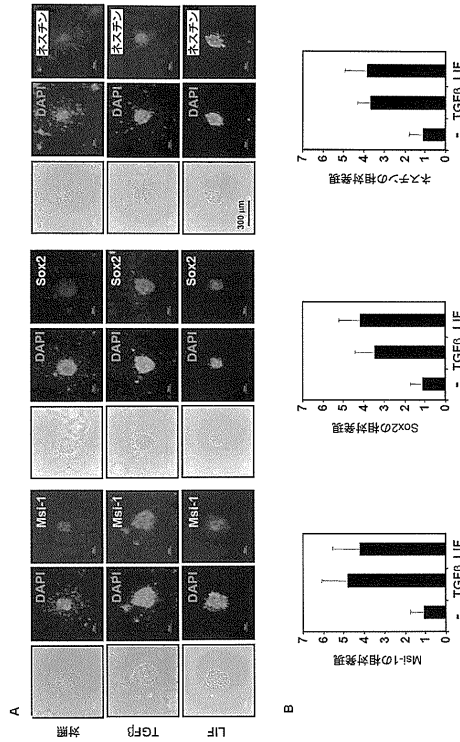 A
対照
DAPI
Msi-1
DAPI
Sox2
DAPI
ネスチン
TGFβ
DAPI
Msi-1
DAPI
Sox2
DAPI
ネスチン
LIF
DAPI
Msi-1
DAPI
Sox2
DAPI
ネスチン
300 μm
B
Msi-1の相対発現
7
6
5
4
3
2
1
0
- TGFβ LIF
Sox2の相対発現
7
6
5
4
3
2
1
0
- TGFβ LIF
ネスチンの相対発現
7
6
5
4
3
2
1
0
- TGFβ LIF